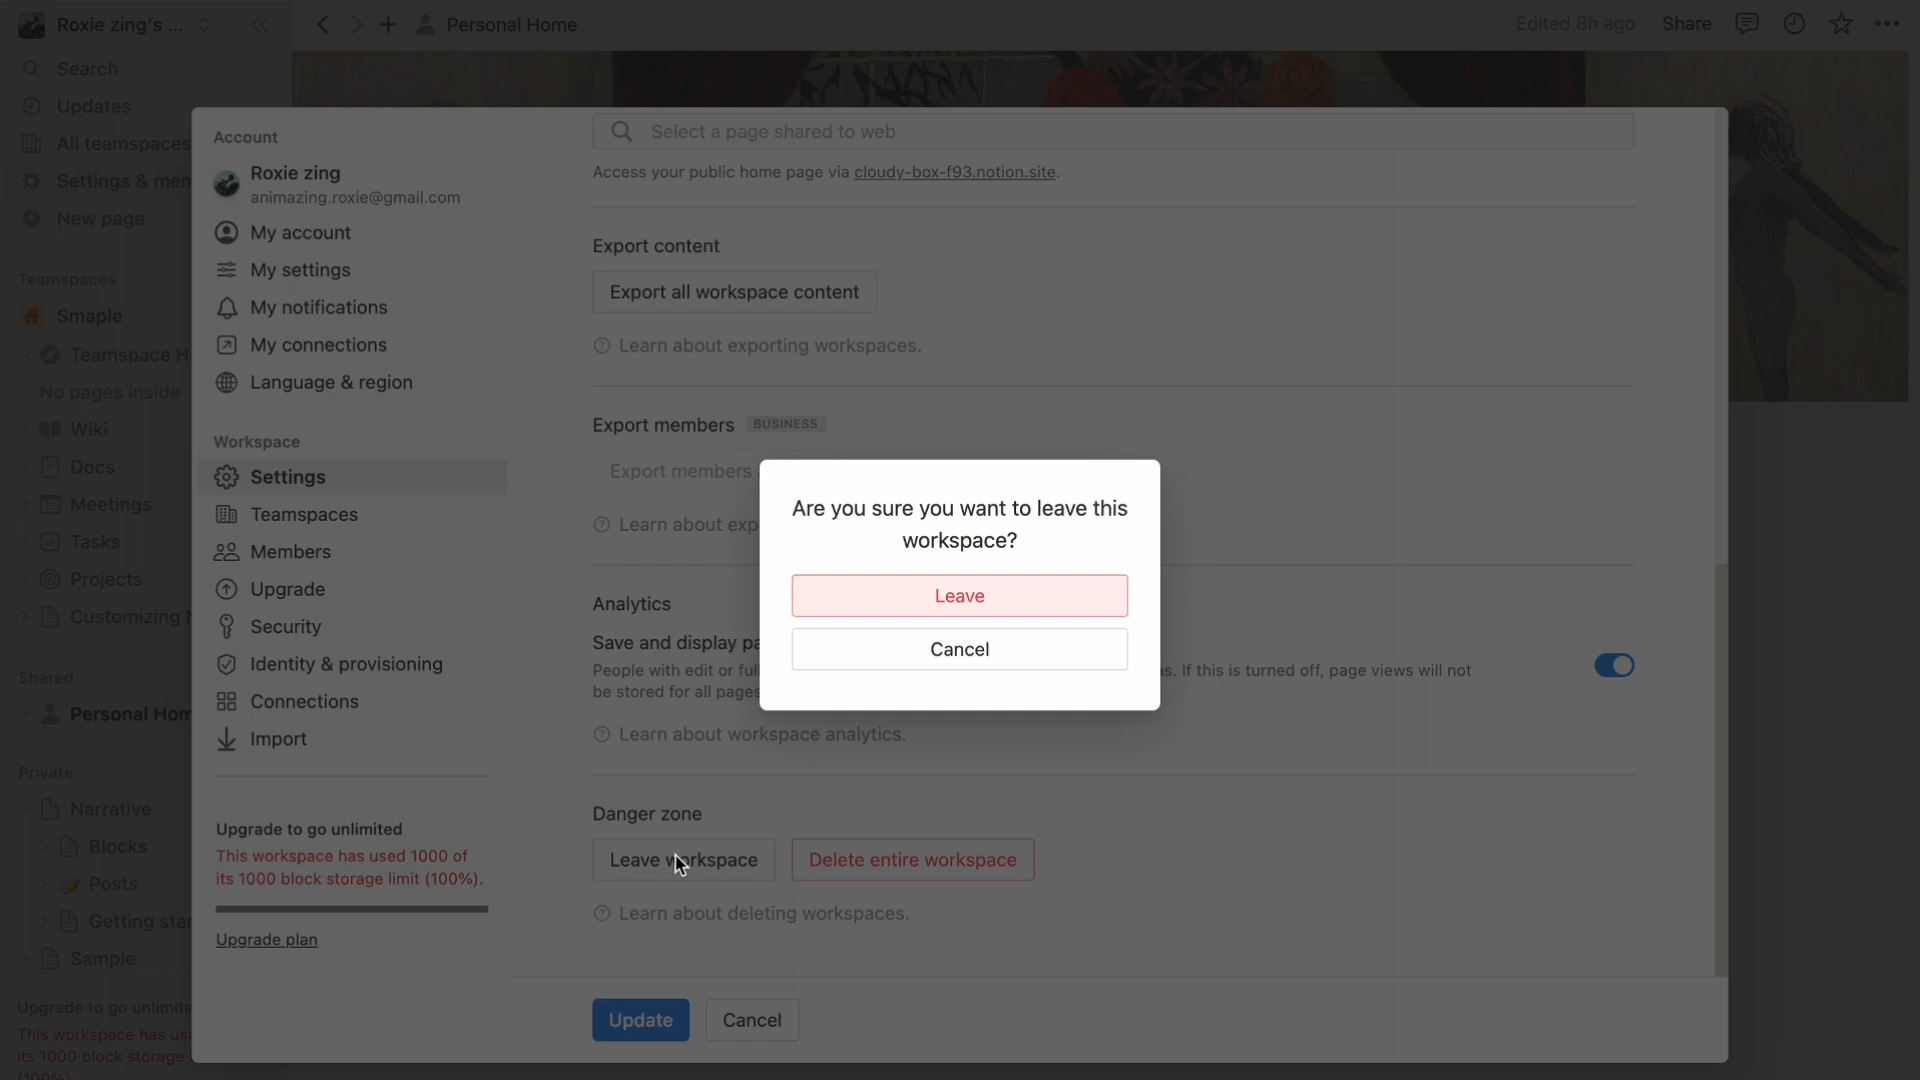 Roxie zing's ...
Personal Home
Edited 8h ago
Share
Search
Updates
All teamspaces
Settings &
New page
Teamspaces
Smaple
Teamspace
No pages inside
Wiki
Docs
Meetings
Tasks
Projects
Customizing
Shared
Personal
Private
Narrative
Blocks
Posts
Getting
Sample
Upgrade to go
This workspace has
its 1000 block storage
(100%)
Account
Roxie zing
animazing.roxie@gmail.com
My account
My settings
My notifications
My connections
Language & region
Workspace
Settings
Teamspaces
Members
Upgrade
Security
Identity & provisioning
Connections
Import
Upgrade to go unlimited
This workspace has used 1000 of
its 1000 block storage limit (100%).
Upgrade plan
Select a page shared to web
Access your public home page via cloudy-box-f93.notion.site.
Export content
Export all workspace content
Learn about exporting workspaces.
Export members BUSINESS
Export members
Learn about
Analytics
Save and display
People with edit or
. If this is turned off, page views will not
be stored for all pages
Learn about workspace analytics.
Danger zone
Leave workspace
Delete entire workspace
Learn about deleting workspaces.
Update
Cancel
Are you sure you want to leave this
workspace?
Leave
Cancel